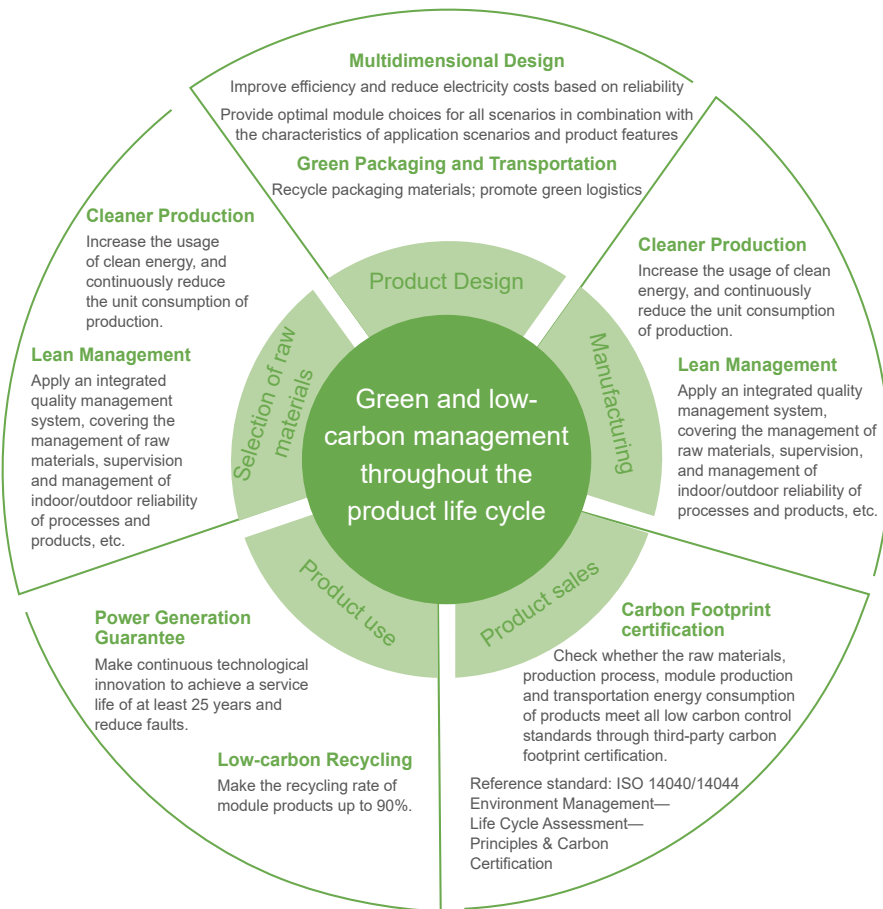 Multidimensional Design
Improve efficiency and reduce electricity costs based on reliability
Provide optimal module choices for all scenarios in combination with
the characteristics of application scenarios and product features
Green Packaging and Transportation
Recycle packaging materials; promote green logistics
Product Design
Cleaner Production
Increase the usage of clean
energy, and continuously
reduce the unit consumption
of production.
Lean Management
Apply an integrated quality
management system,
covering the management of
raw materials, supervision,
and management of
indoor/outdoor reliability of
processes and products, etc.
Manufacturing
Carbon Footprint
certification
Check whether the raw materials,
production process, module production
and transportation energy consumption
of products meet all low carbon control
standards through third-party carbon
footprint certification.
Reference standard: ISO 14040/14044
Environment Management—
Life Cycle Assessment—
Principles & Carbon
Certification
Product sales
Power Generation
Guarantee
Make continuous technological
innovation to achieve a service
life of at least 25 years and
reduce faults.
Low-carbon Recycling
Make the recycling rate of
module products up to 90%.
Product use
Cleaner Production
Increase the usage
of clean energy, and
continuously reduce
the unit consumption of
production.
Lean Management
Apply an integrated
quality management
system, covering the
management of raw
materials, supervision
and management of
indoor/outdoor reliability
of processes and
products, etc.
Selection of raw
materials
Green and low-
carbon management
throughout the
product life cycle